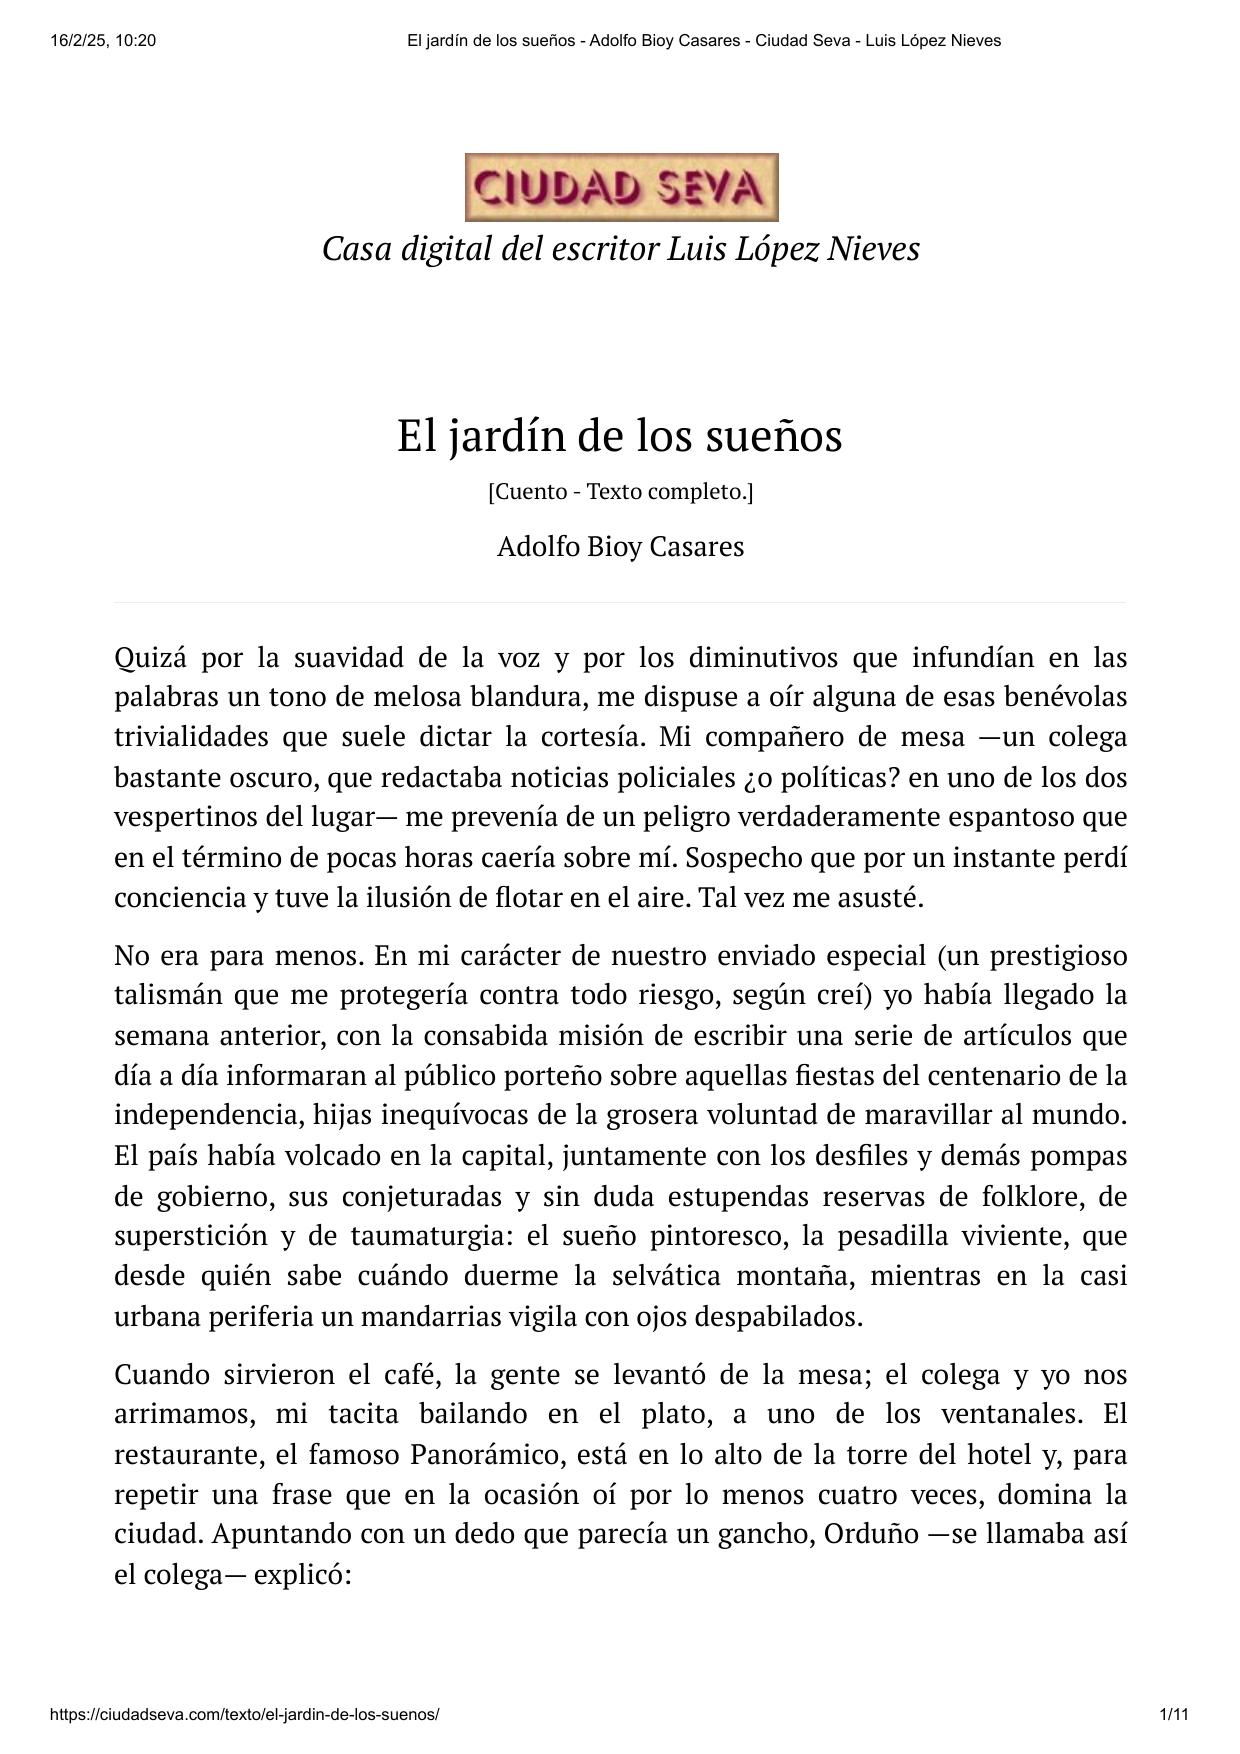 16/2/25, 10:20
El jardín de los sueños - Adolfo Bioy Casares - Ciudad Seva - Luis López Nieves
CIUDAD SEVA
Casa digital del escritor Luis López Nieves
El jardín de los sueños
[Cuento - Texto completo.]
Adolfo Bioy Casares
Quizá por la suavidad de la voz y por los diminutivos que infundían en las
palabras un tono de melosa blandura, me dispuse a oír alguna de esas benévolas
trivialidades que suele dictar la cortesía. Mi compañero de mesa —un colega
bastante oscuro, que redactaba noticias policiales ¿o políticas? en uno de los dos
vespertinos del lugar— me prevenía de un peligro verdaderamente espantoso que
en el término de pocas horas caería sobre mí. Sospecho que por un instante perdí
conciencia y tuve la ilusión de flotar en el aire. Tal vez me asusté.
No era para menos. En mi carácter de nuestro enviado especial (un prestigioso
talismán que me protegería contra todo riesgo, según creí) yo había llegado la
semana anterior, con la consabida misión de escribir una serie de artículos que
día a día informaran al público porteño sobre aquellas fiestas del centenario de la
independencia, hijas inequívocas de la grosera voluntad de maravillar al mundo.
El país había volcado en la capital, juntamente con los desfiles y demás pompas
de gobierno, sus conjeturadas y sin duda estupendas reservas de folklore, de
superstición y de taumaturgia: el sueño pintoresco, la pesadilla viviente, que
desde quién sabe cuándo duerme la selvática montaña, mientras en la casi
urbana periferia un mandarrias vigila con ojos despabilados.
Cuando sirvieron el café, la gente se levantó de la mesa; el colega y yo nos
arrimamos, mi tacita bailando en el plato, a uno de los ventanales. El
restaurante, el famoso Panorámico, está en lo alto de la torre del hotel y, para
repetir una frase que en la ocasión oí por lo menos cuatro veces, domina la
ciudad. Apuntando con un dedo que parecía un gancho, Orduño —se llamaba así
el colega— explicó:
https://ciudadseva.com/texto/el-jardin-de-los-suenos/
1/11